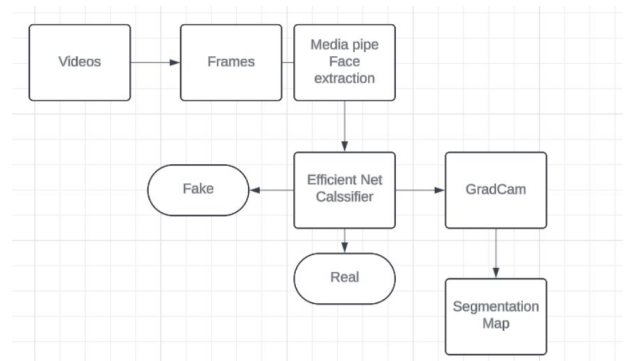 Videos
Frames
Media pipe
Face
extraction
Fake
Efficient Net
Calssifier
GradCam
Real
Segmentation
Map